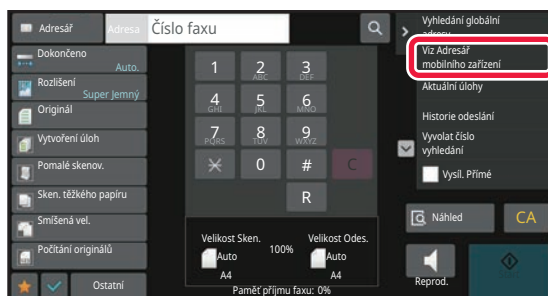 Adresář
Adresa
Číslo faxu
Vyhledání globální
adresy
Viz Adresář
mobilního zařízení
Aktuální úlohy
Historie odeslání
Vyvolat číslo
vyhledání
Vysíl. Přímé
Dokončeno
Auto.
Rozlišení
Super Jemný
Originál
Vytvoření úloh
Pomalé skenov.
Sken. těžkého papíru
Smíšená vel.
Počítání originálů
Ostatní
1
2
ABC
3
DEF
4
GHI
5
JKL
6
MNO
7
PQRS
8
TUV
9
WXYZ
0
#
C
R
Velikost Sken.
Auto
A4
100%
Velikost Odes.
Auto
A4
Paměť příjmu faxu: 0%
Náhled
CA
Reprod.